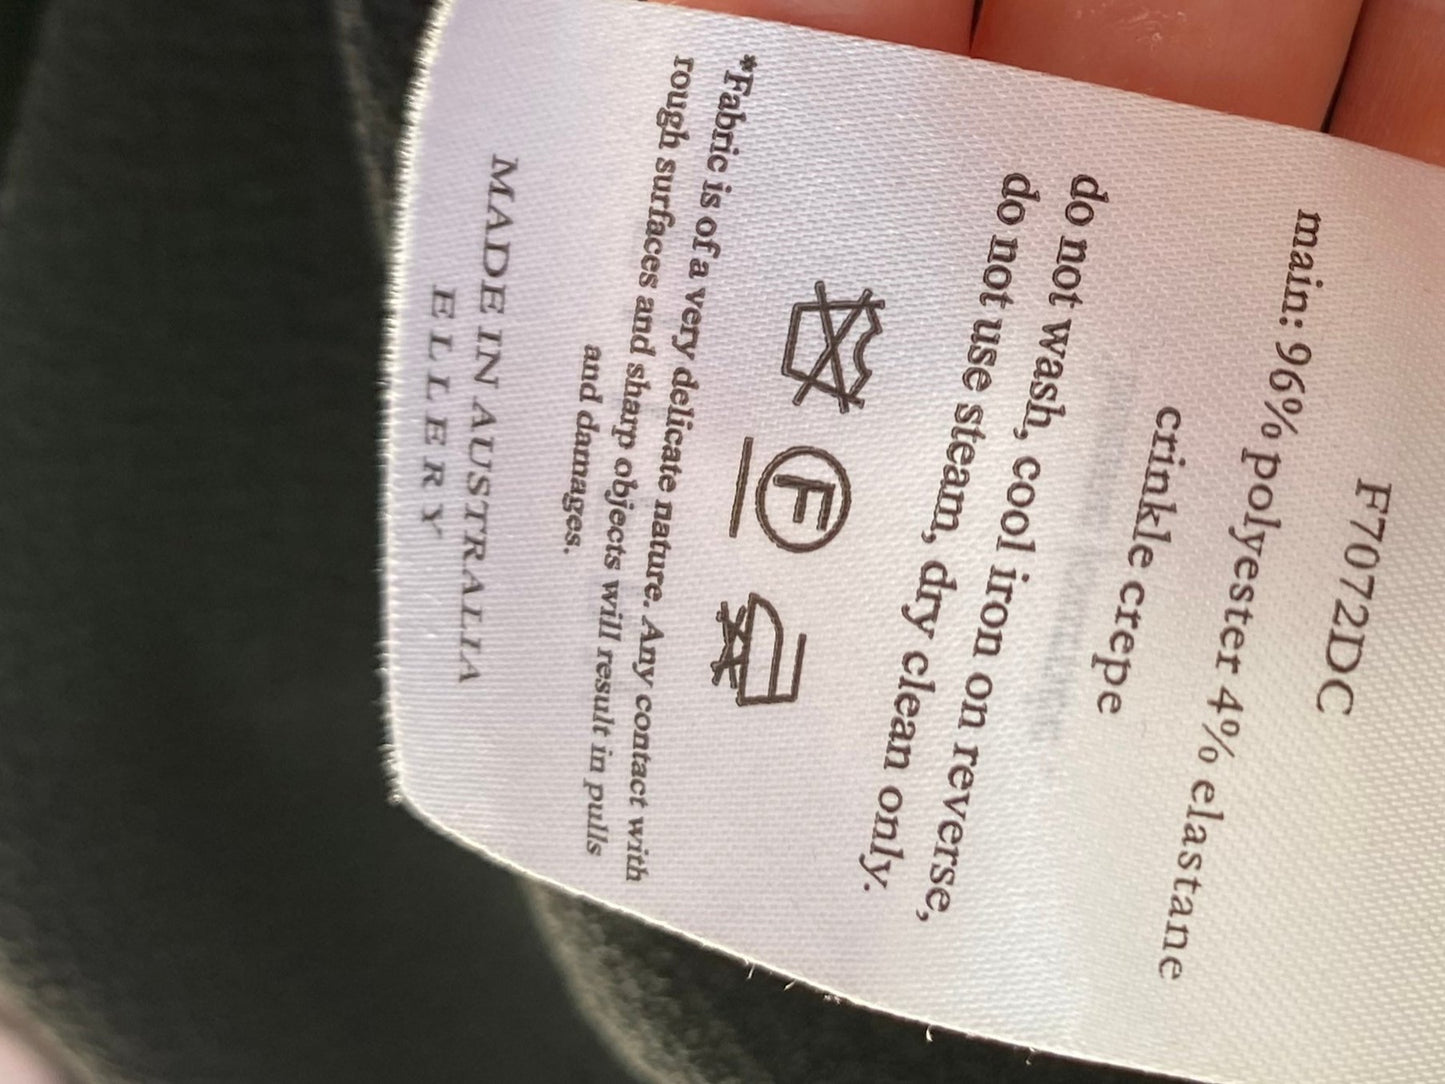 F7072DC
main: 96% polyester 4% elastane
crinkle crepe
do not wash, cool iron on reverse,
do not use steam, dry clean only.
F
*Fabric is of a very delicate nature. Any contact with
rough surfaces and sharp objects will result in pulls
and damages.
MADE IN AUSTRALIA
ELLERY